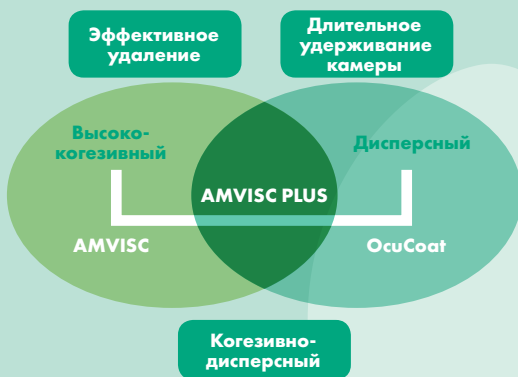 Эффективное
удаление
Длительное
удерживание
камеры
Высоко-
когезивный
Дисперсный
AMVISC PLUS
AMVISC
OcuCoat
Когезивно-
дисперсный